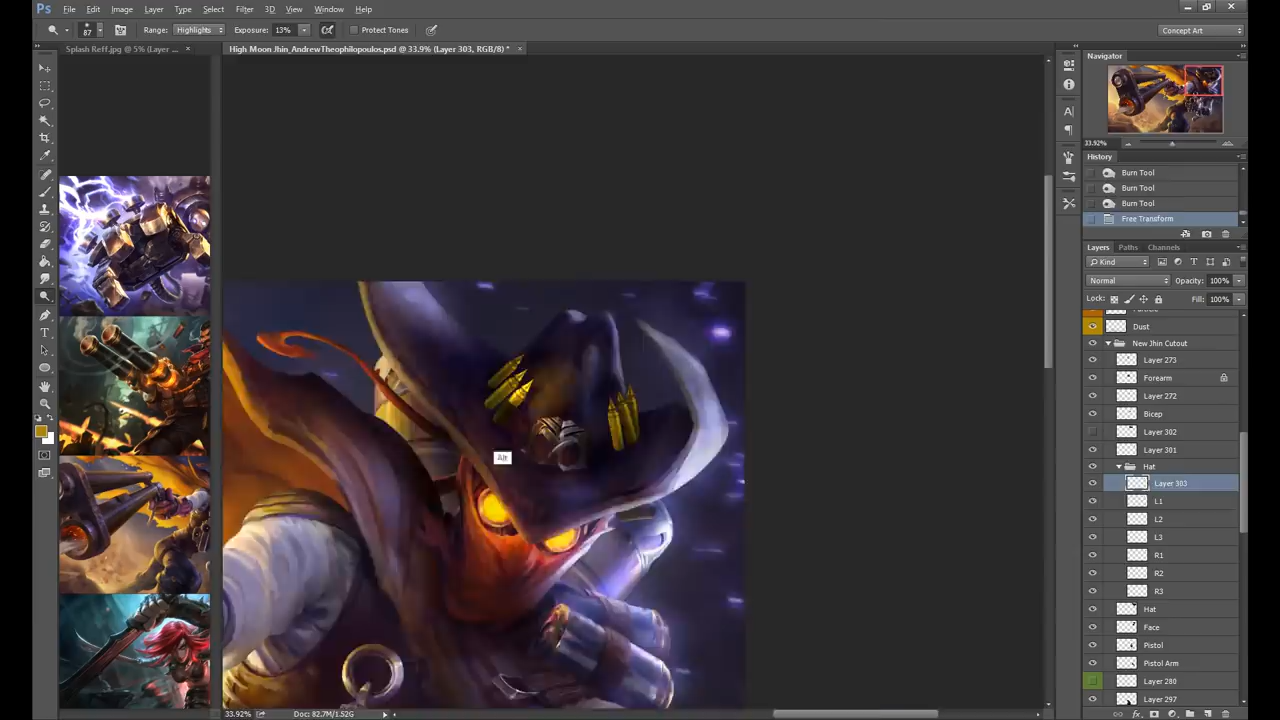 Ps File Edit Image Layer Type Select Filter 3D View Window Help
87 Range: Highlights Exposure: 13% Protect Tones Concept Art
Splash Reff.jpg @ 5% (Layer ... × High Moon Jhin_AndrewTheophilopoulos.psd @ 33.9% (Layer 303, RGB/8) * ×
Navigator
33.92%
History
Burn Tool
Burn Tool
Burn Tool
Free Transform
Layers Paths Channels
Kind
Normal Opacity: 100%
Lock: Fill: 100%
Dust
New Jhin Cutout
Layer 273
Forearm
Layer 272
Bicep
Layer 302
Layer 301
Hat
Layer 303
L1
L2
L3
R1
R2
R3
Hat
Face
Pistol
Pistol Arm
Layer 280
Layer 297
Alt
33.92% Doc: 82.7M/1.52G